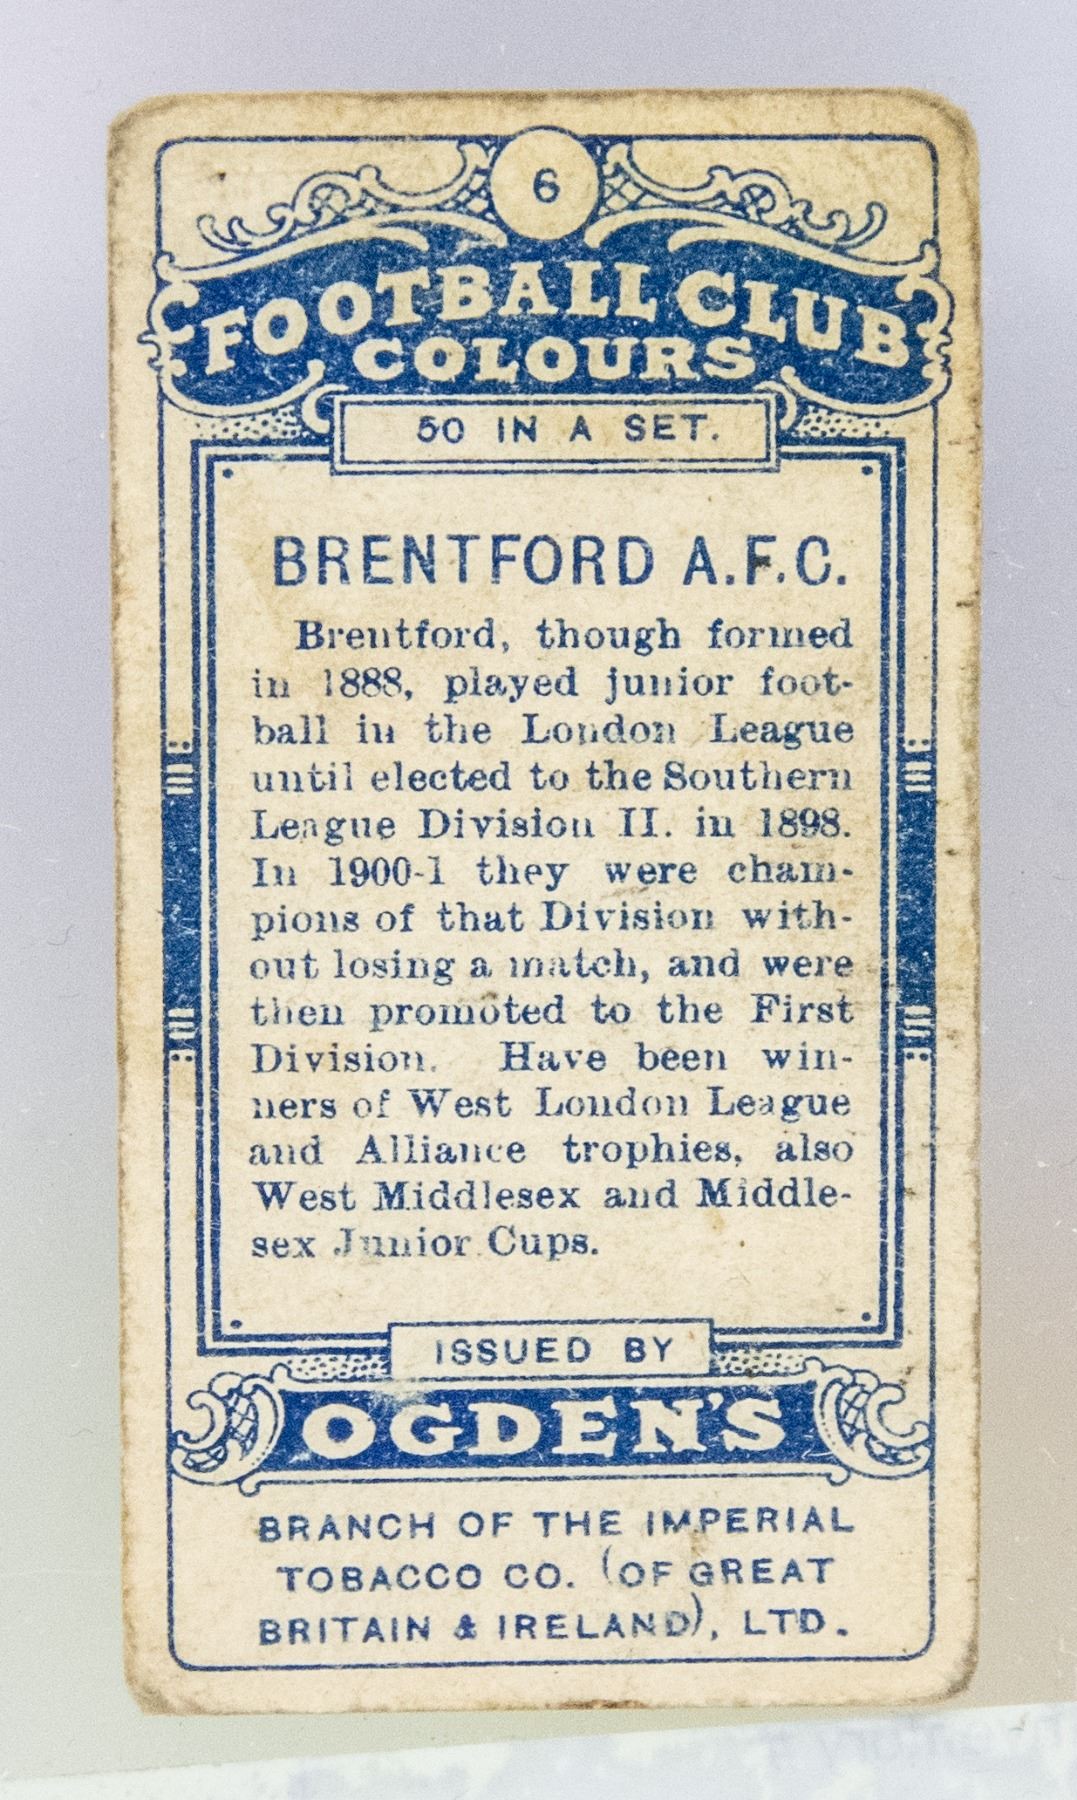 6
FOOTBALL CLUB
COLOURS
50 IN A SET.
BRENTFORD A.F.C.
Brentford, though formed
in 1888, played junior foot-
ball in the London League
until elected to the Southern
League Division II. in 1898.
In 1900-1 they were cham-
pions of that Division with-
out losing a match, and were
then promoted to the First
Division. Have been win-
ners of West London League
and Alliance trophies, also
West Middlesex and Middle-
sex Junior Cups.
ISSUED BY
OGDEN'S
BRANCH OF THE IMPERIAL
TOBACCO CO. (OF GREAT
BRITAIN & IRELAND), LTD.